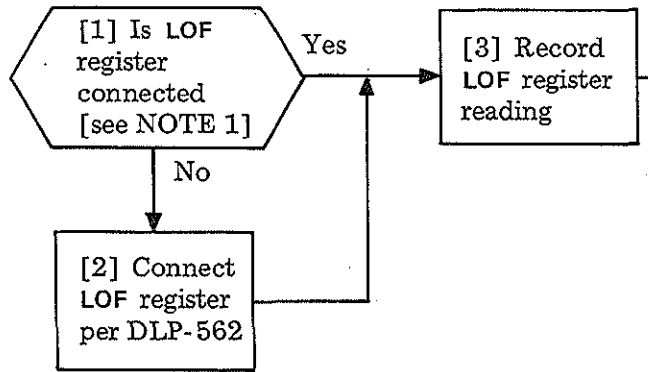 [1] Is LOF
register
connected
[see NOTE 1]
Yes
[3] Record
LOF register
reading
No
[2] Connect
LOF register
per DLP-562